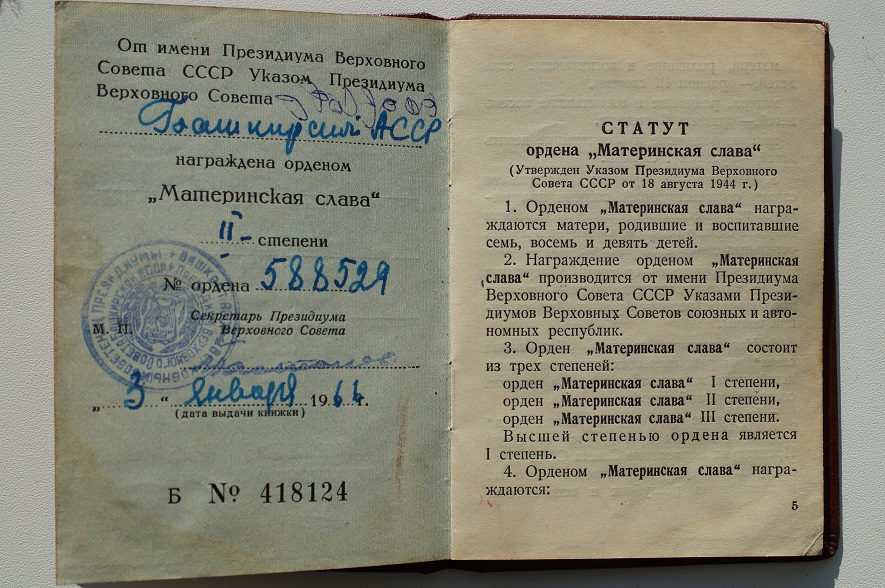 От имени Президиума Верховного
Совета СССР Указом Президиума
Верховного Совета
Башкирской АССР
награждена орденом
„Материнская слава“
II - степени
№ ордена 588529
Секретарь Президиума
М. П. Верховного Совета
„ 3 “ января 1966 г.
(дата выдачи книжки)
Б № 418124
СТАТУТ
ордена „Материнская слава“
(Утвержден Указом Президиума Верховного
Совета СССР от 18 августа 1944 г.)
1. Орденом „Материнская слава“ награ-
ждаются матери, родившие и воспитавшие
семь, восемь и девять детей.
2. Награждение орденом „Материнская
слава“ производится от имени Президиума
Верховного Совета СССР Указами Прези-
диумов Верховных Советов союзных и авто-
номных республик.
3. Орден „Материнская слава“ состоит
из трех степеней:
орден „Материнская слава“ I степени,
орден „Материнская слава“ II степени,
орден „Материнская слава“ III степени.
Высшей степенью ордена является
I степень.
4. Орденом „Материнская слава“ награ-
ждаются:
5